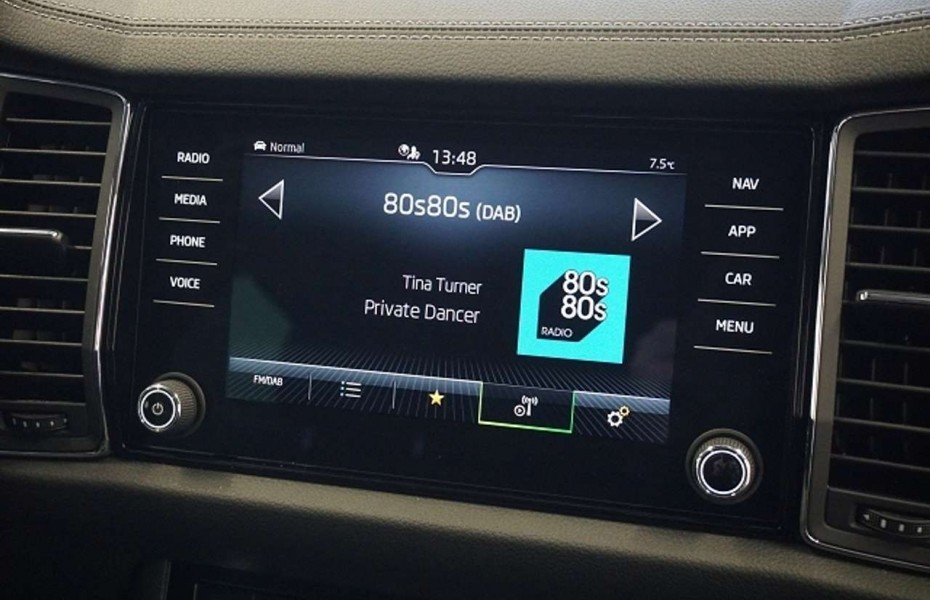 Normal
13:48
7.5°C
RADIO
MEDIA
PHONE
VOICE
80s80s (DAB)
Tina Turner
Private Dancer
80s
80s
RADIO
FM/DAB
NAV
APP
CAR
MENU